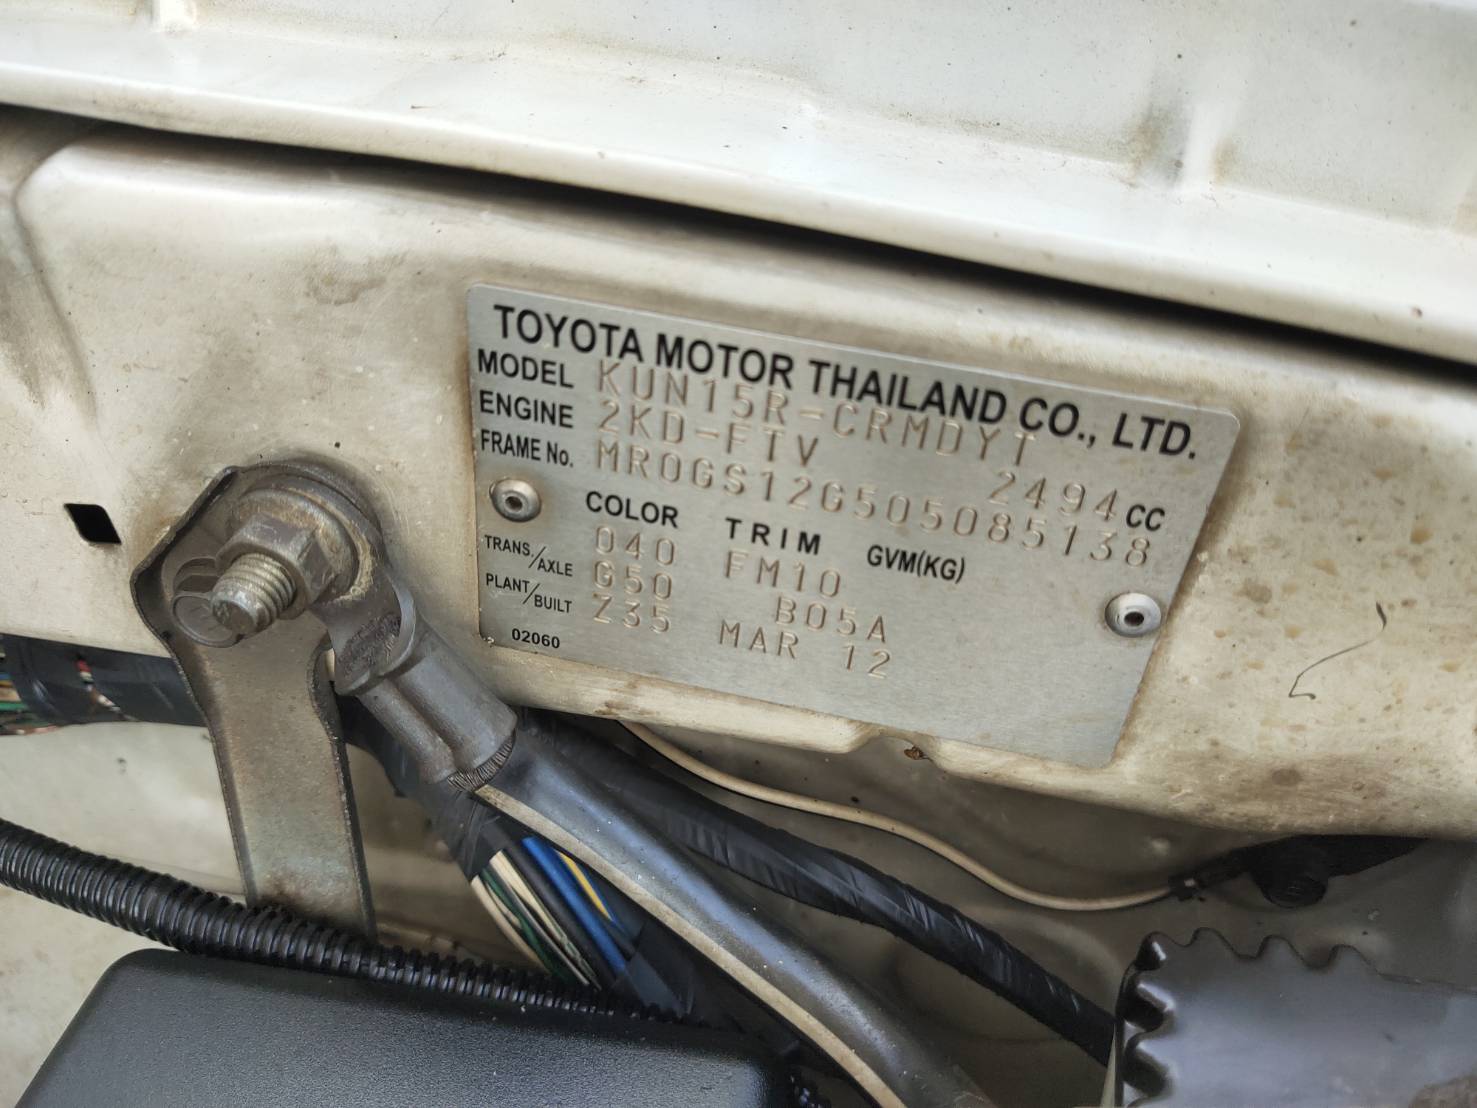 TOYOTA MOTOR THAILAND CO., LTD.
MODEL KUN15R-CRMDYT
ENGINE 2KD-FTV 2494 CC
FRAME No. MR0GS12G505085138
COLOR TRIM GVM(KG)
040 FM10
TRANS./AXLE G50 B05A
PLANT/BUILT Z35 MAR 12
02060